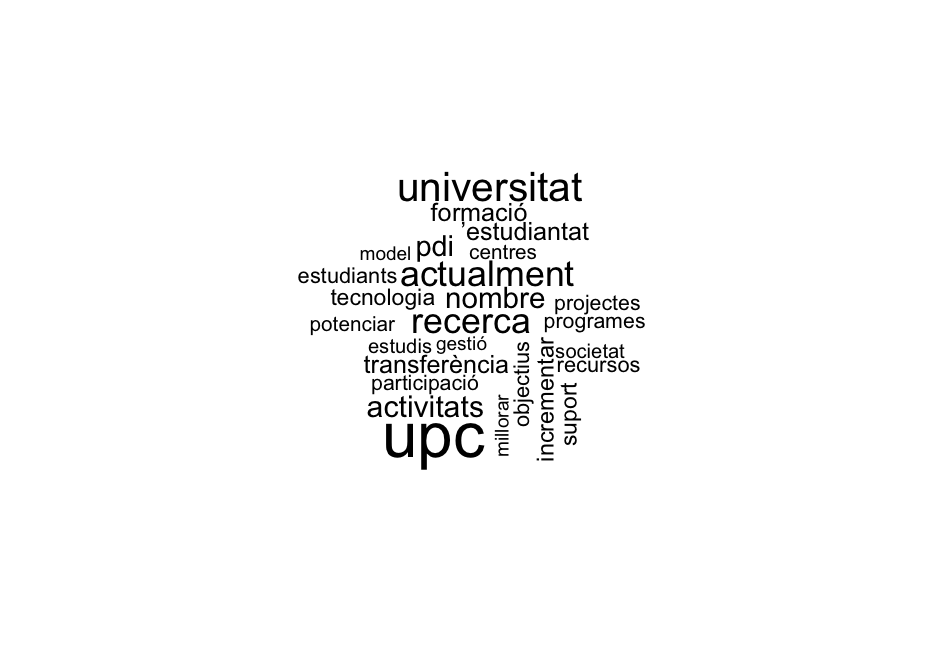 universitat
formació
’estudiantat
model pdi centres
estudiants actualment
tecnologia nombre projectes
potenciar recerca programes
estudis gestió societat
transferència recursos
participació
activitats
upc
millorar
objectius
incrementar
suport